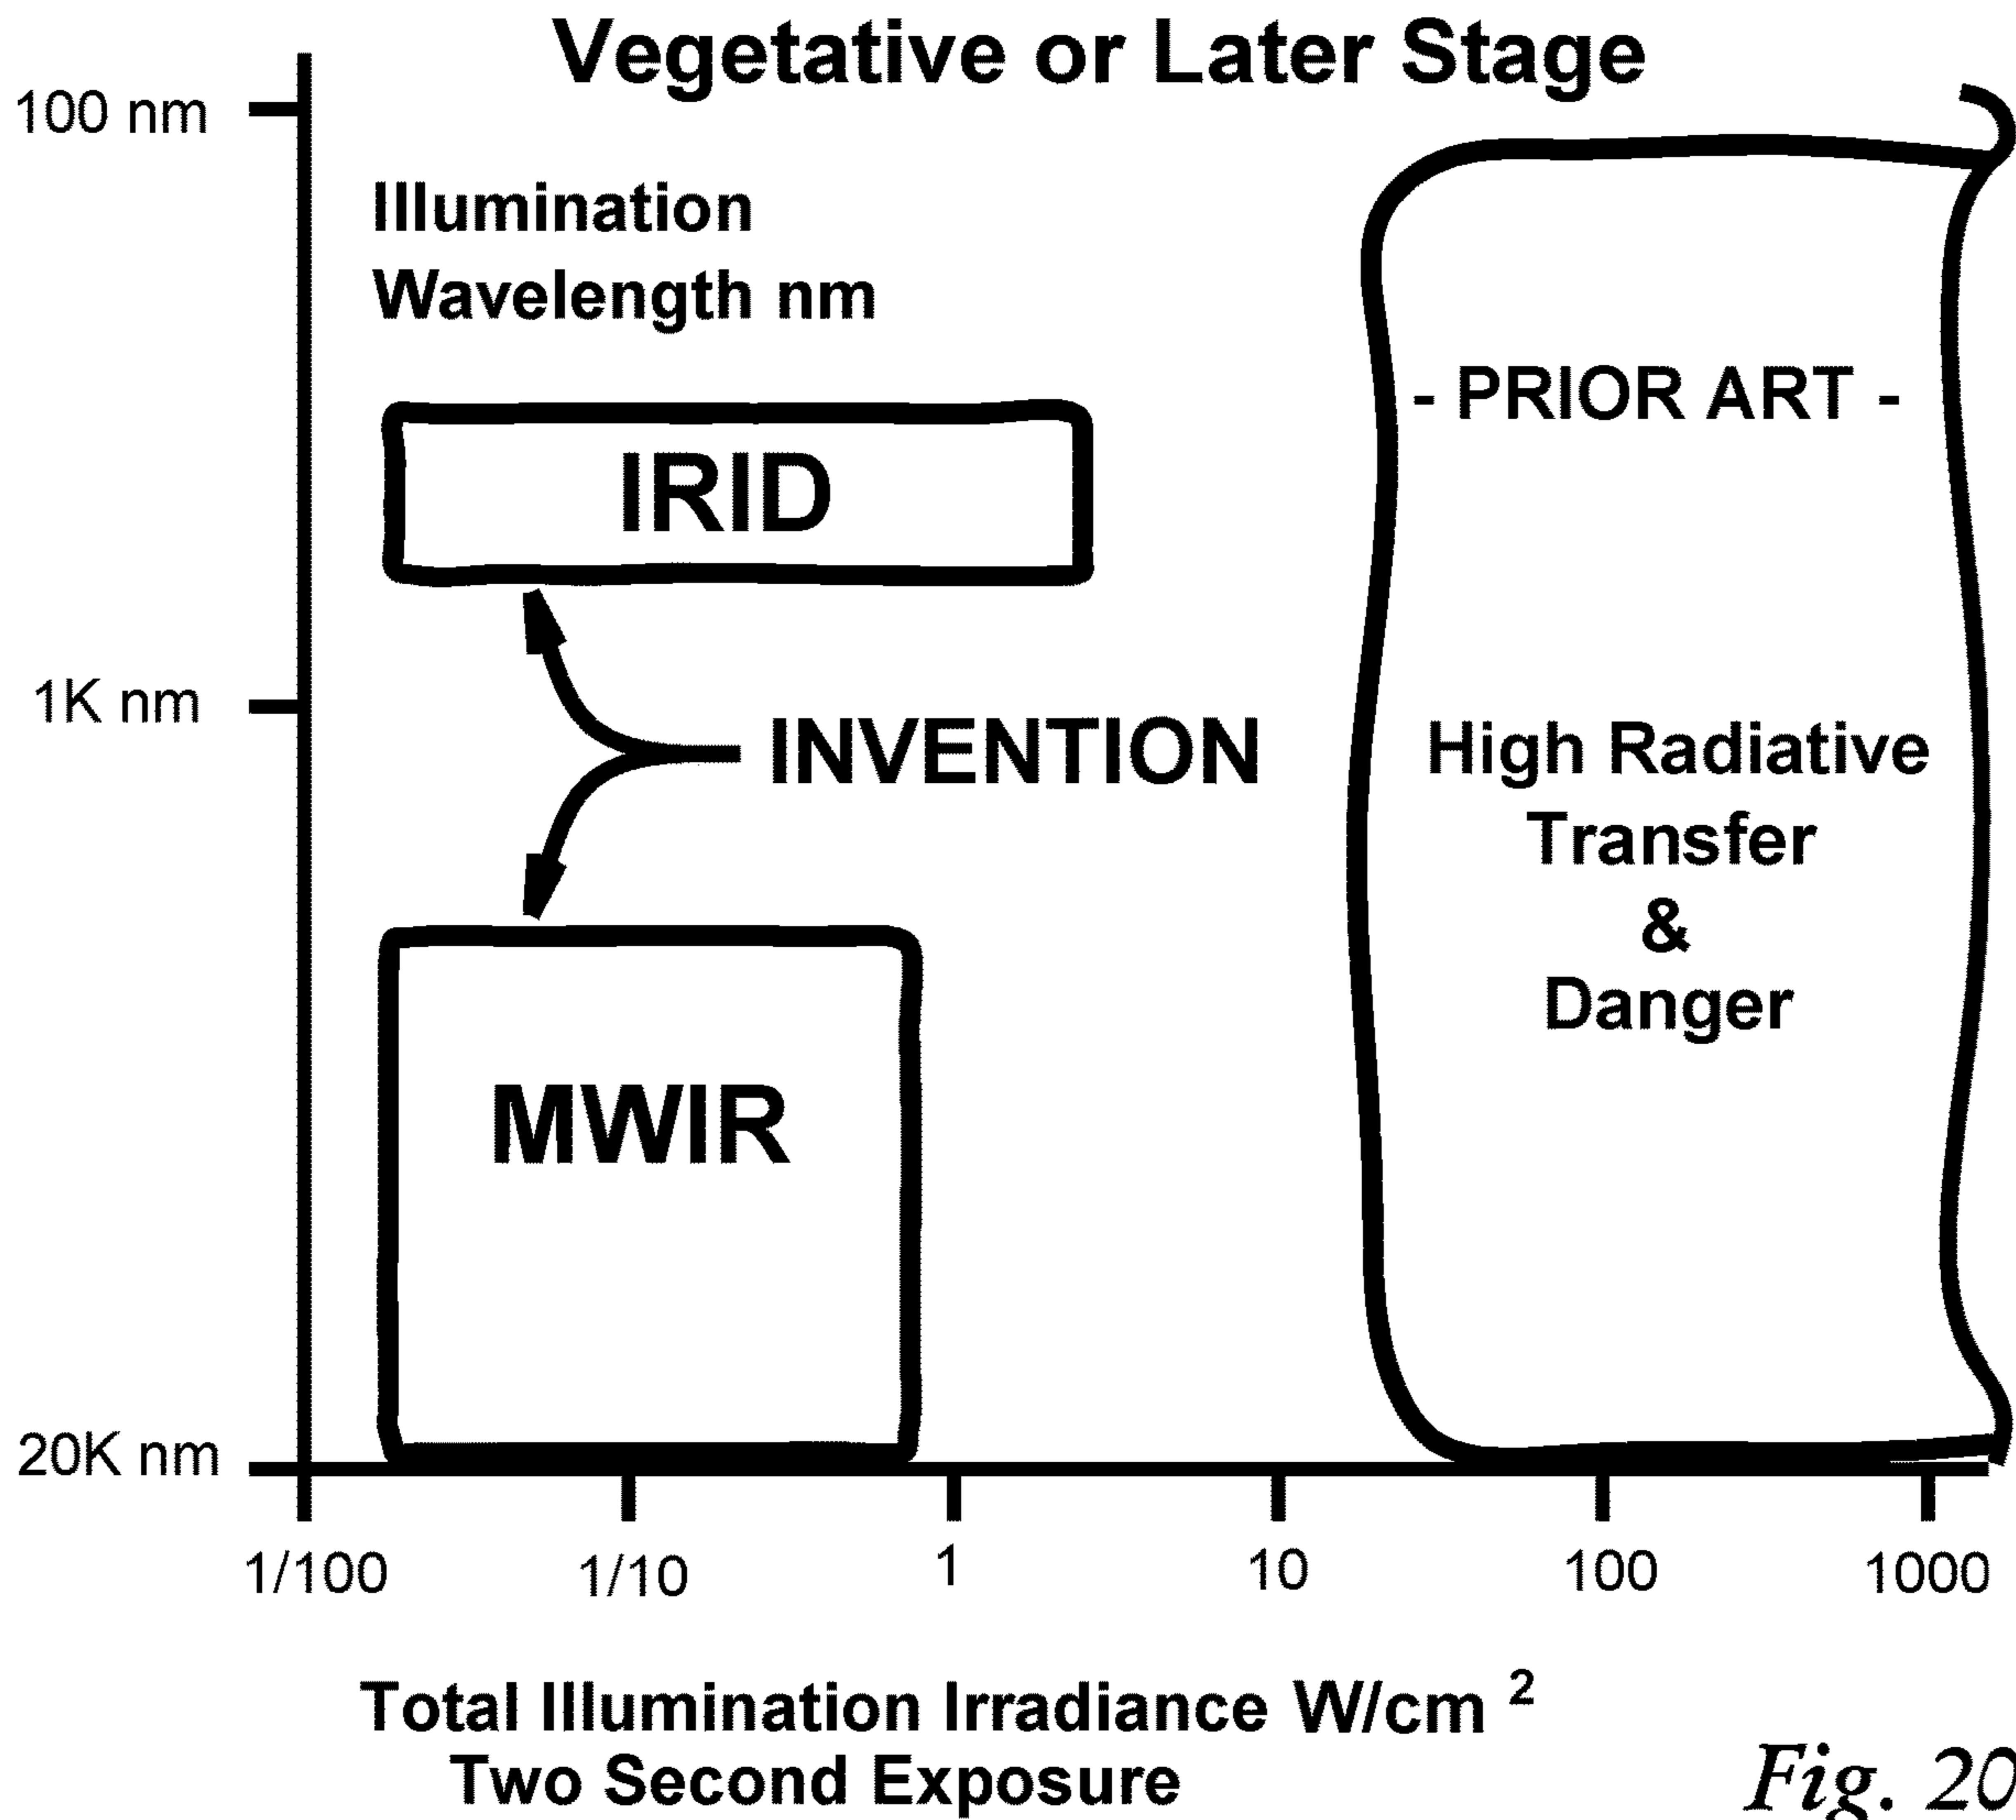 Vegetative or Later Stage
100 nm
Illumination
Wavelength nm
- PRIOR ART -
IRID
1K nm
INVENTION
High Radiative
Transfer
&
Danger
MWIR
20K nm
1/100 1/10 1 10 100 1000
Total Illumination Irradiance W/cm 2
Two Second Exposure
Fig. 20